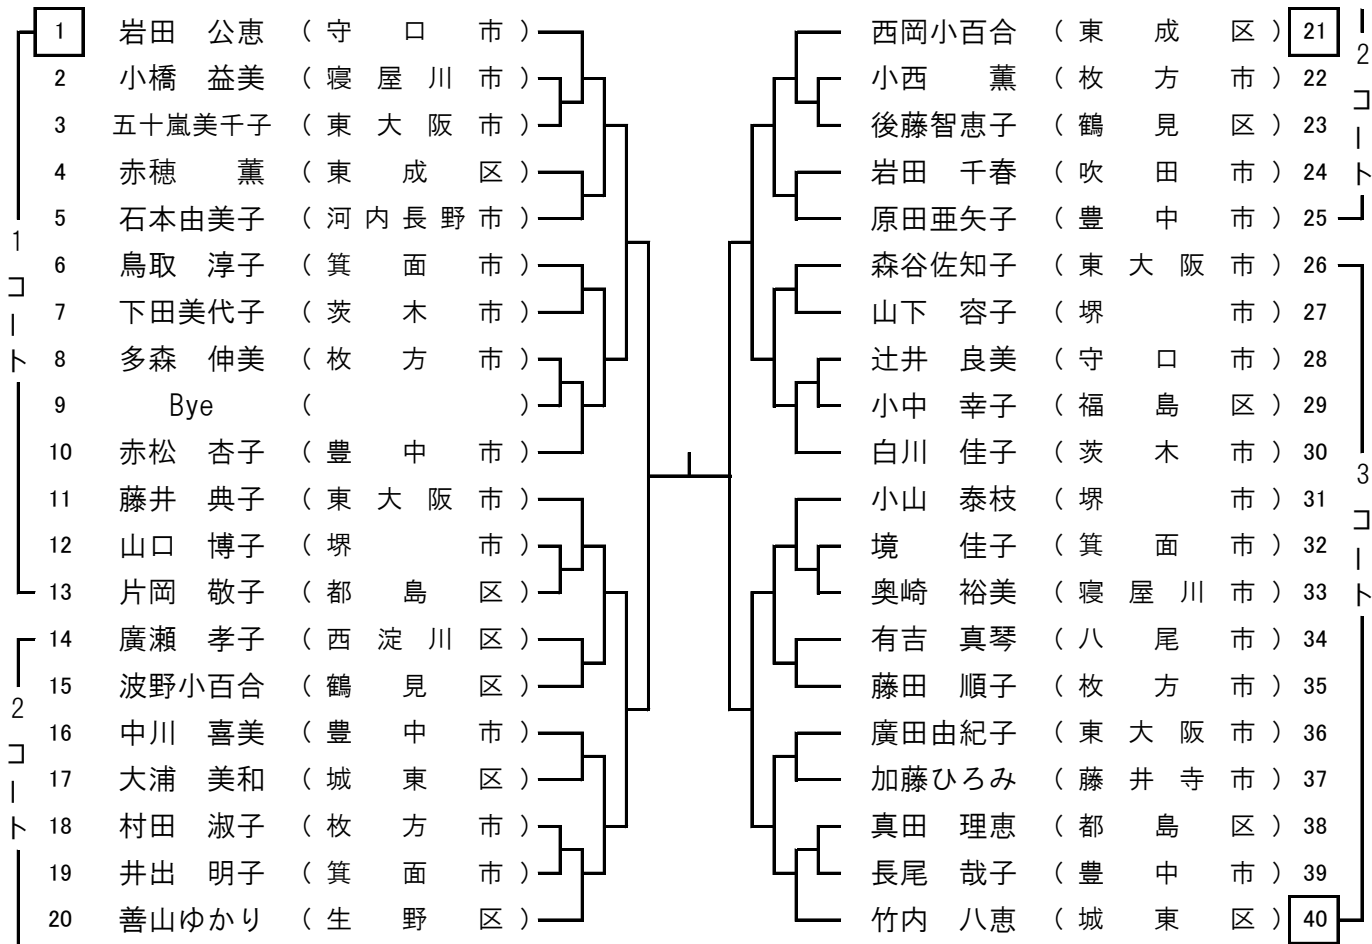 1 岩田 公恵 (守口市)
2 小橋 益美 (寝屋川市)
3 五十嵐美千子 (東大阪市)
4 赤穂 薫 (東成区)
5 石本由美子 (河内長野市)
6 鳥取 淳子 (箕面市)
7 下田美代子 (茨木市)
8 多森 伸美 (枚方市)
9 Bye ( )
10 赤松 杏子 (豊中市)
11 藤井 典子 (東大阪市)
12 山口 博子 (堺市)
13 片岡 敬子 (都島区)
1コート
14 廣瀬 孝子 (西淀川区)
15 波野小百合 (鶴見区)
16 中川 喜美 (豊中市)
17 大浦 美和 (城東区)
18 村田 淑子 (枚方市)
19 井出 明子 (箕面市)
20 善山ゆかり (生野区)
2コート
西岡小百合 (東成区) 21
小西 薫 (枚方市) 22
後藤智恵子 (鶴見区) 23
岩田 千春 (吹田市) 24
原田亜矢子 (豊中市) 25
2コート
森谷佐知子 (東大阪市) 26
山下 容子 (堺市) 27
辻井 良美 (守口市) 28
小中 幸子 (福島区) 29
白川 佳子 (茨木市) 30
小山 泰枝 (堺市) 31
境 佳子 (箕面市) 32
奥崎 裕美 (寝屋川市) 33
有吉 真琴 (八尾市) 34
藤田 順子 (枚方市) 35
廣田由紀子 (東大阪市) 36
加藤ひろみ (藤井寺市) 37
真田 理恵 (都島区) 38
長尾 哉子 (豊中市) 39
竹内 八恵 (城東区) 40
3コート